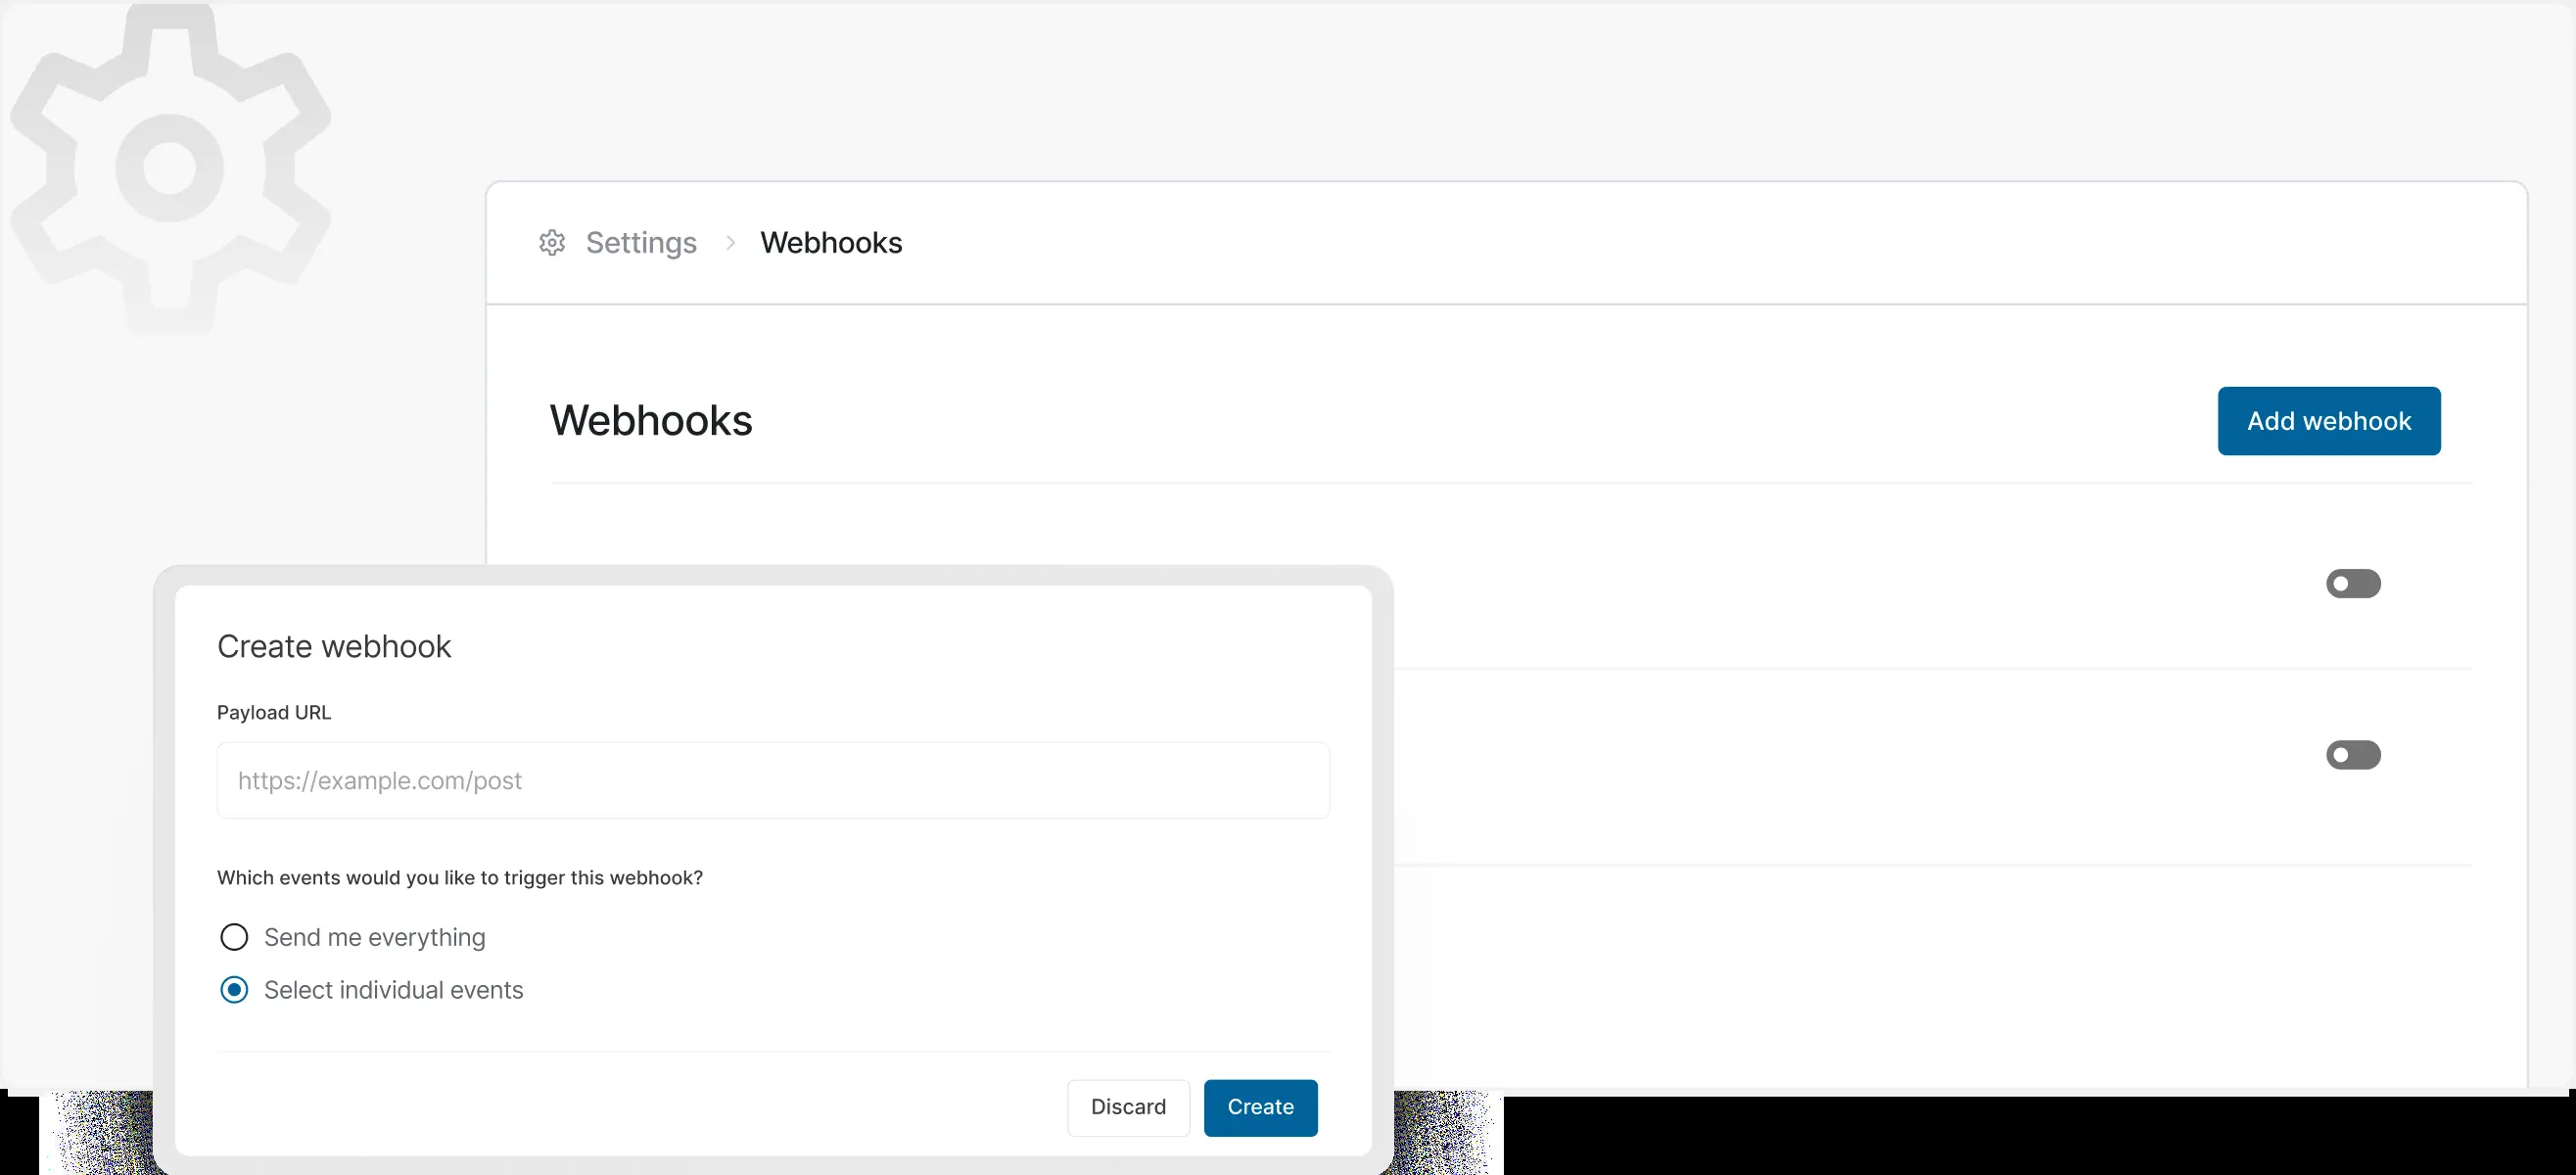 Settings > Webhooks
Webhooks
Add webhook
Create webhook
Payload URL
https://example.com/post
Which events would you like to trigger this webhook?
Send me everything
Select individual events
Discard
Create